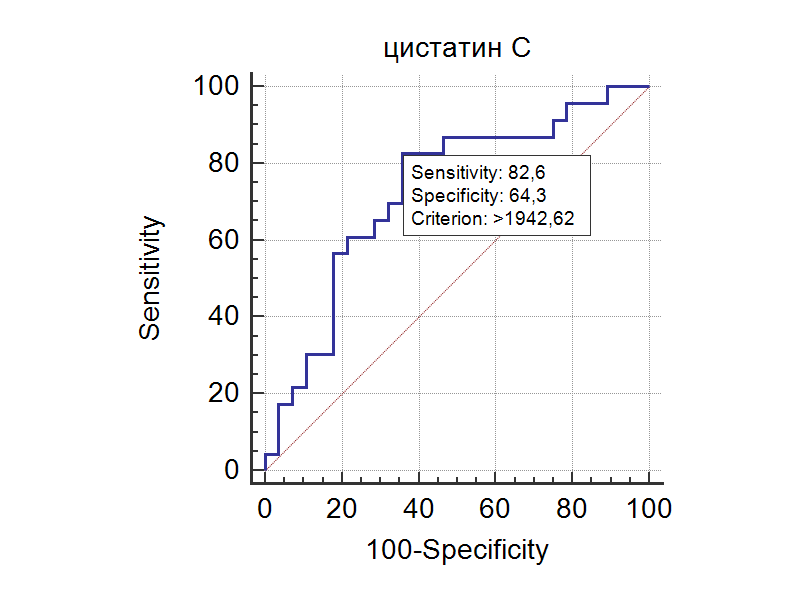 цистатин С
100
80
60
40
20
0
Sensitivity
Sensitivity: 82,6
Specificity: 64,3
Criterion: >1942,62
0 20 40 60 80 100
100-Specificity